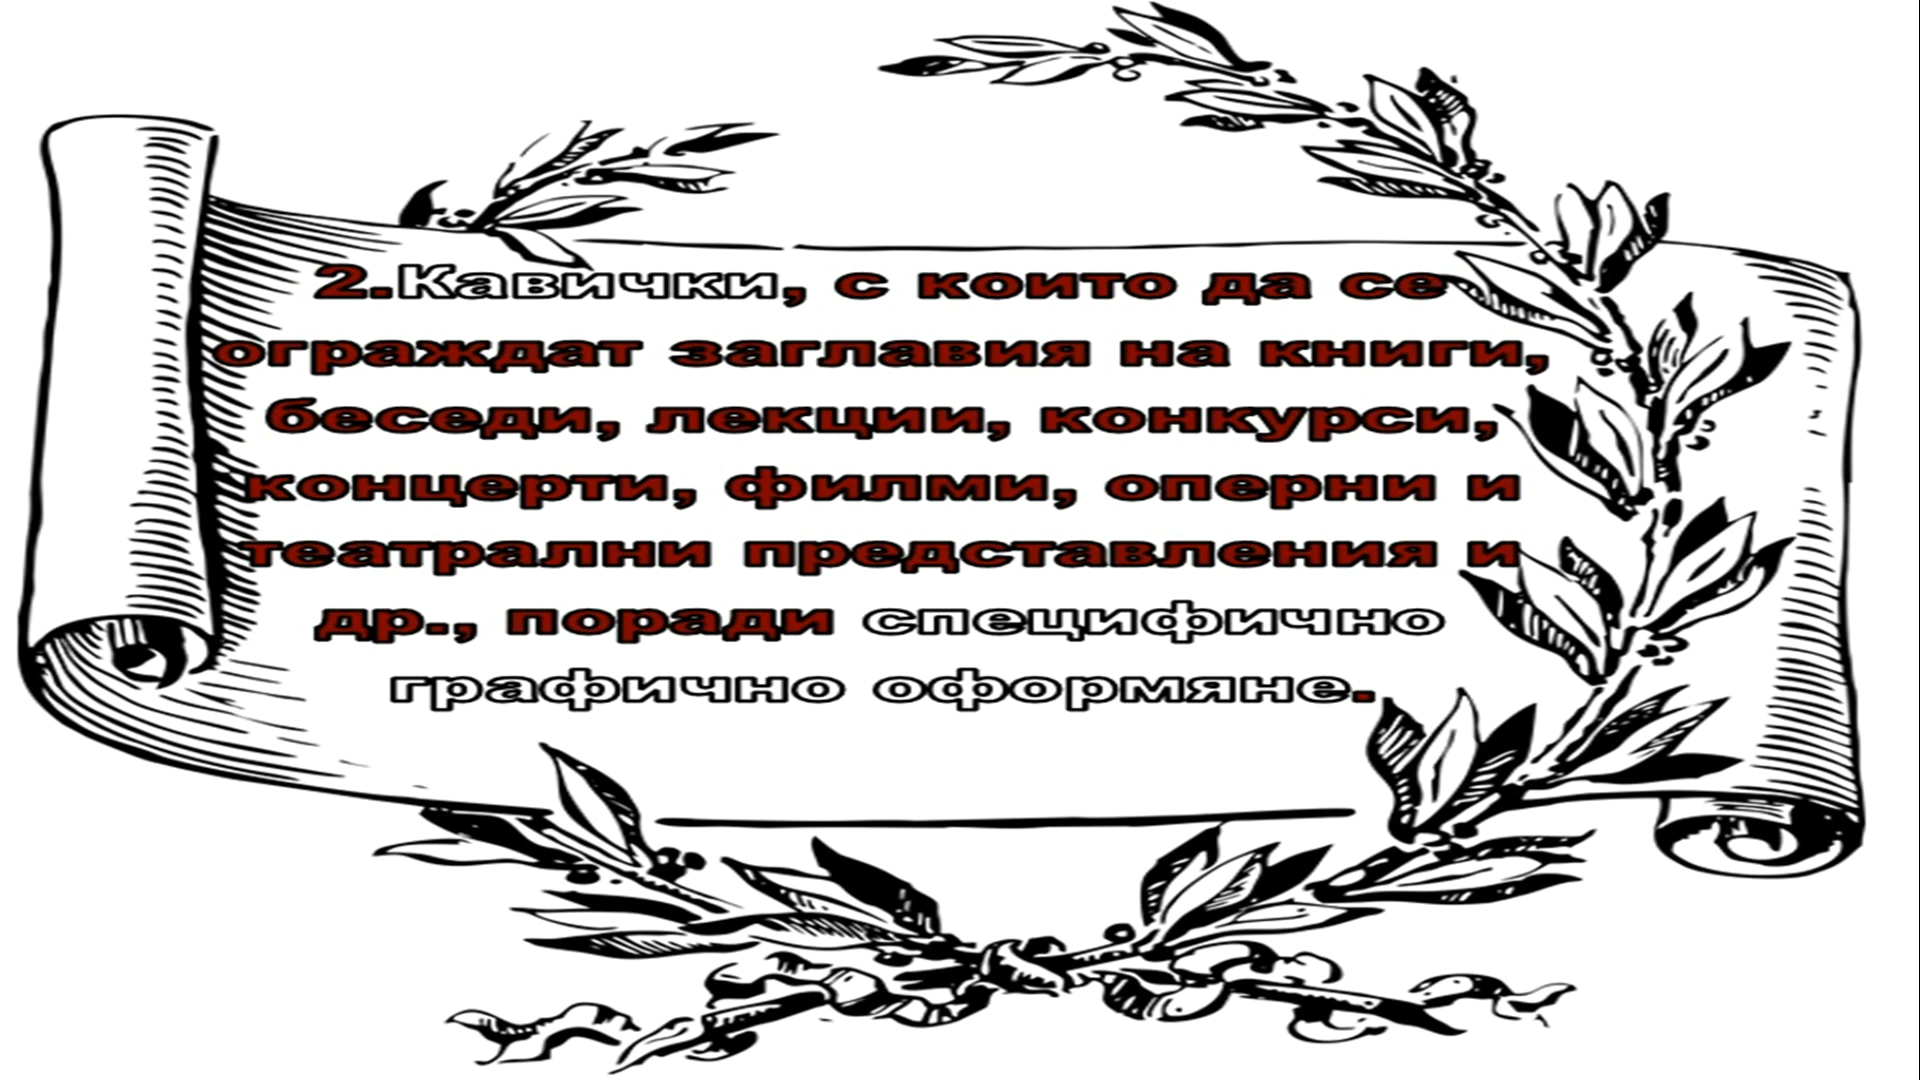 2.Кавички, с които да се
ограждат заглавия на книги,
беседи, лекции, конкурси,
концерти, филми, оперни и
театрални представления и
др., поради специфично
графично оформяне.